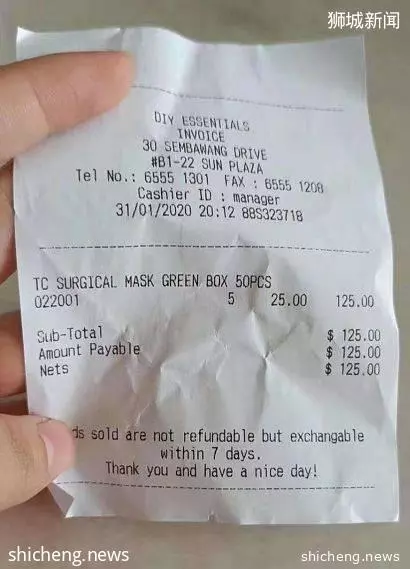 狮城新闻
DIY ESSENTIALS
INVOICE
30 SEMBAWANG DRIVE
#B1-22 SUN PLAZA
Tel No.: 6555 1301 FAX : 6555 1208
Cashier ID : manager
31/01/2020 20:12 88S323718
TC SURGICAL MASK GREEN BOX 50PCS
022001 5 25.00 125.00
Sub-Total $ 125.00
Amount Payable $ 125.00
Nets $ 125.00
ds sold are not refundable but exchangable
within 7 days.
Thank you and have a nice day!
shicheng.news
shicheng.news